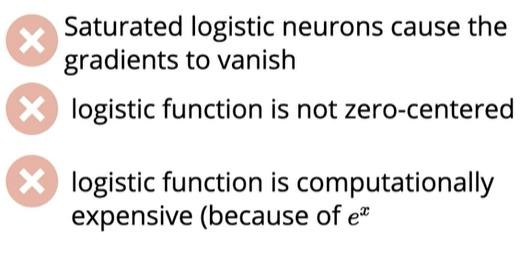 Saturated logistic neurons cause the
gradients to vanish
logistic function is not zero-centered
logistic function is computationally
expensive (because of eˣ